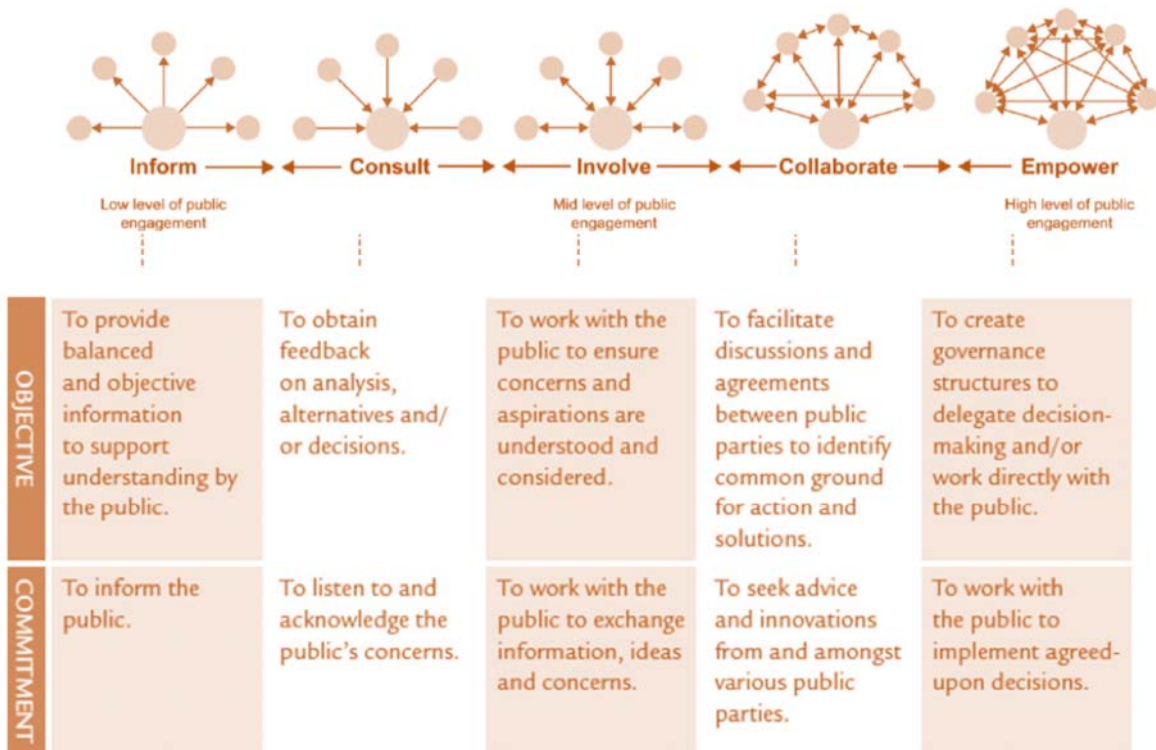 Inform
Consult
Involve
Collaborate
Empower
Low level of public
engagement
Mid level of public
engagement
High level of public
engagement
OBJECTIVE
To provide
balanced
and objective
information
to support
understanding by
the public.
To obtain
feedback
on analysis,
alternatives and/
or decisions.
To work with the
public to ensure
concerns and
aspirations are
understood and
considered.
To facilitate
discussions and
agreements
between public
parties to identify
common ground
for action and
solutions.
To create
governance
structures to
delegate decision-
making and/or
work directly with
the public.
COMMITMENT
To inform the
public.
To listen to and
acknowledge the
public's concerns.
To work with the
public to exchange
information, ideas
and concerns.
To seek advice
and innovations
from and amongst
various public
parties.
To work with
the public to
implement agreed-
upon decisions.